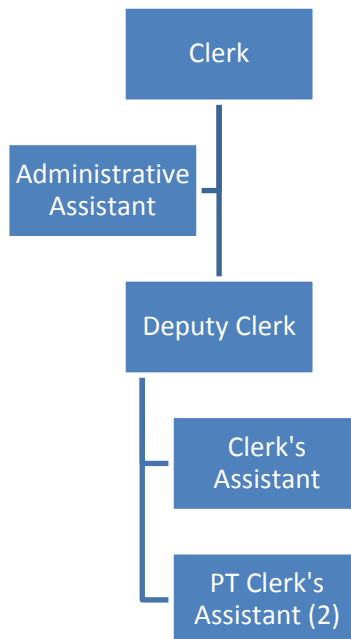 Clerk
Administrative
Assistant
Deputy Clerk
Clerk's
Assistant
PT Clerk's
Assistant (2)